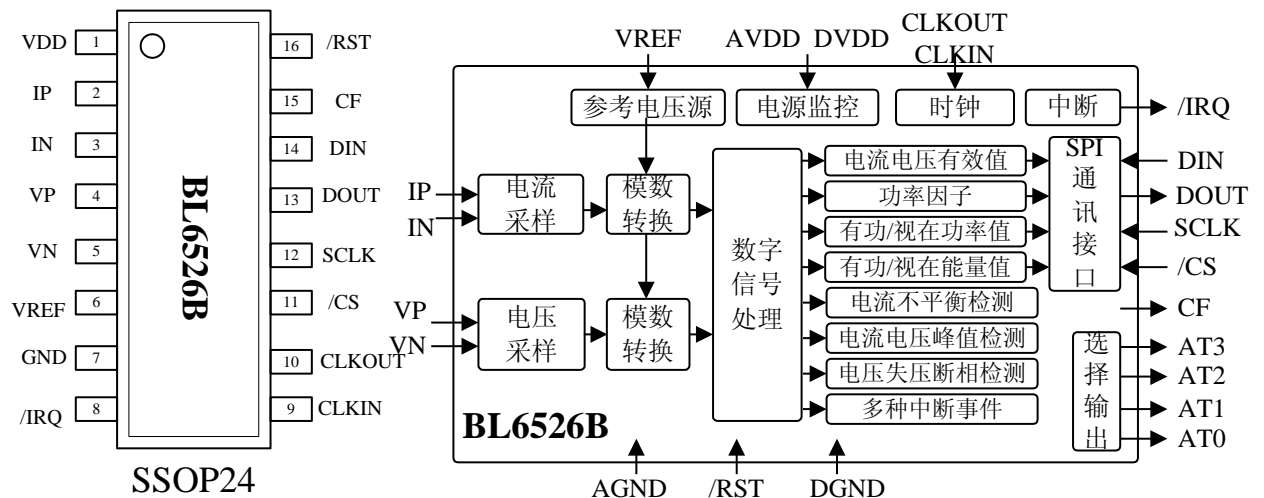 VDD 1
IP 2
IN 3
VP 4
VN 5
VREF 6
GND 7
/IRQ 8
16 /RST
15 CF
14 DIN
13 DOUT
12 SCLK
11 /CS
10 CLKOUT
9 CLKIN
BL6526B
SSOP24
VREF
AVDD DVDD
CLKOUT
CLKIN
参考电压源
电源监控
时钟
中断
/IRQ
IP
IN
电流
采样
模数
转换
VP
VN
电压
采样
模数
转换
数字
信号
处理
电流电压有效值
功率因子
有功/视在功率值
有功/视在能量值
电流不平衡检测
电流电压峰值检测
电压失压断相检测
多种中断事件
SPI
通
讯
接
口
DIN
DOUT
SCLK
/CS
CF
选
择
输
出
AT3
AT2
AT1
AT0
BL6526B
AGND
/RST
DGND